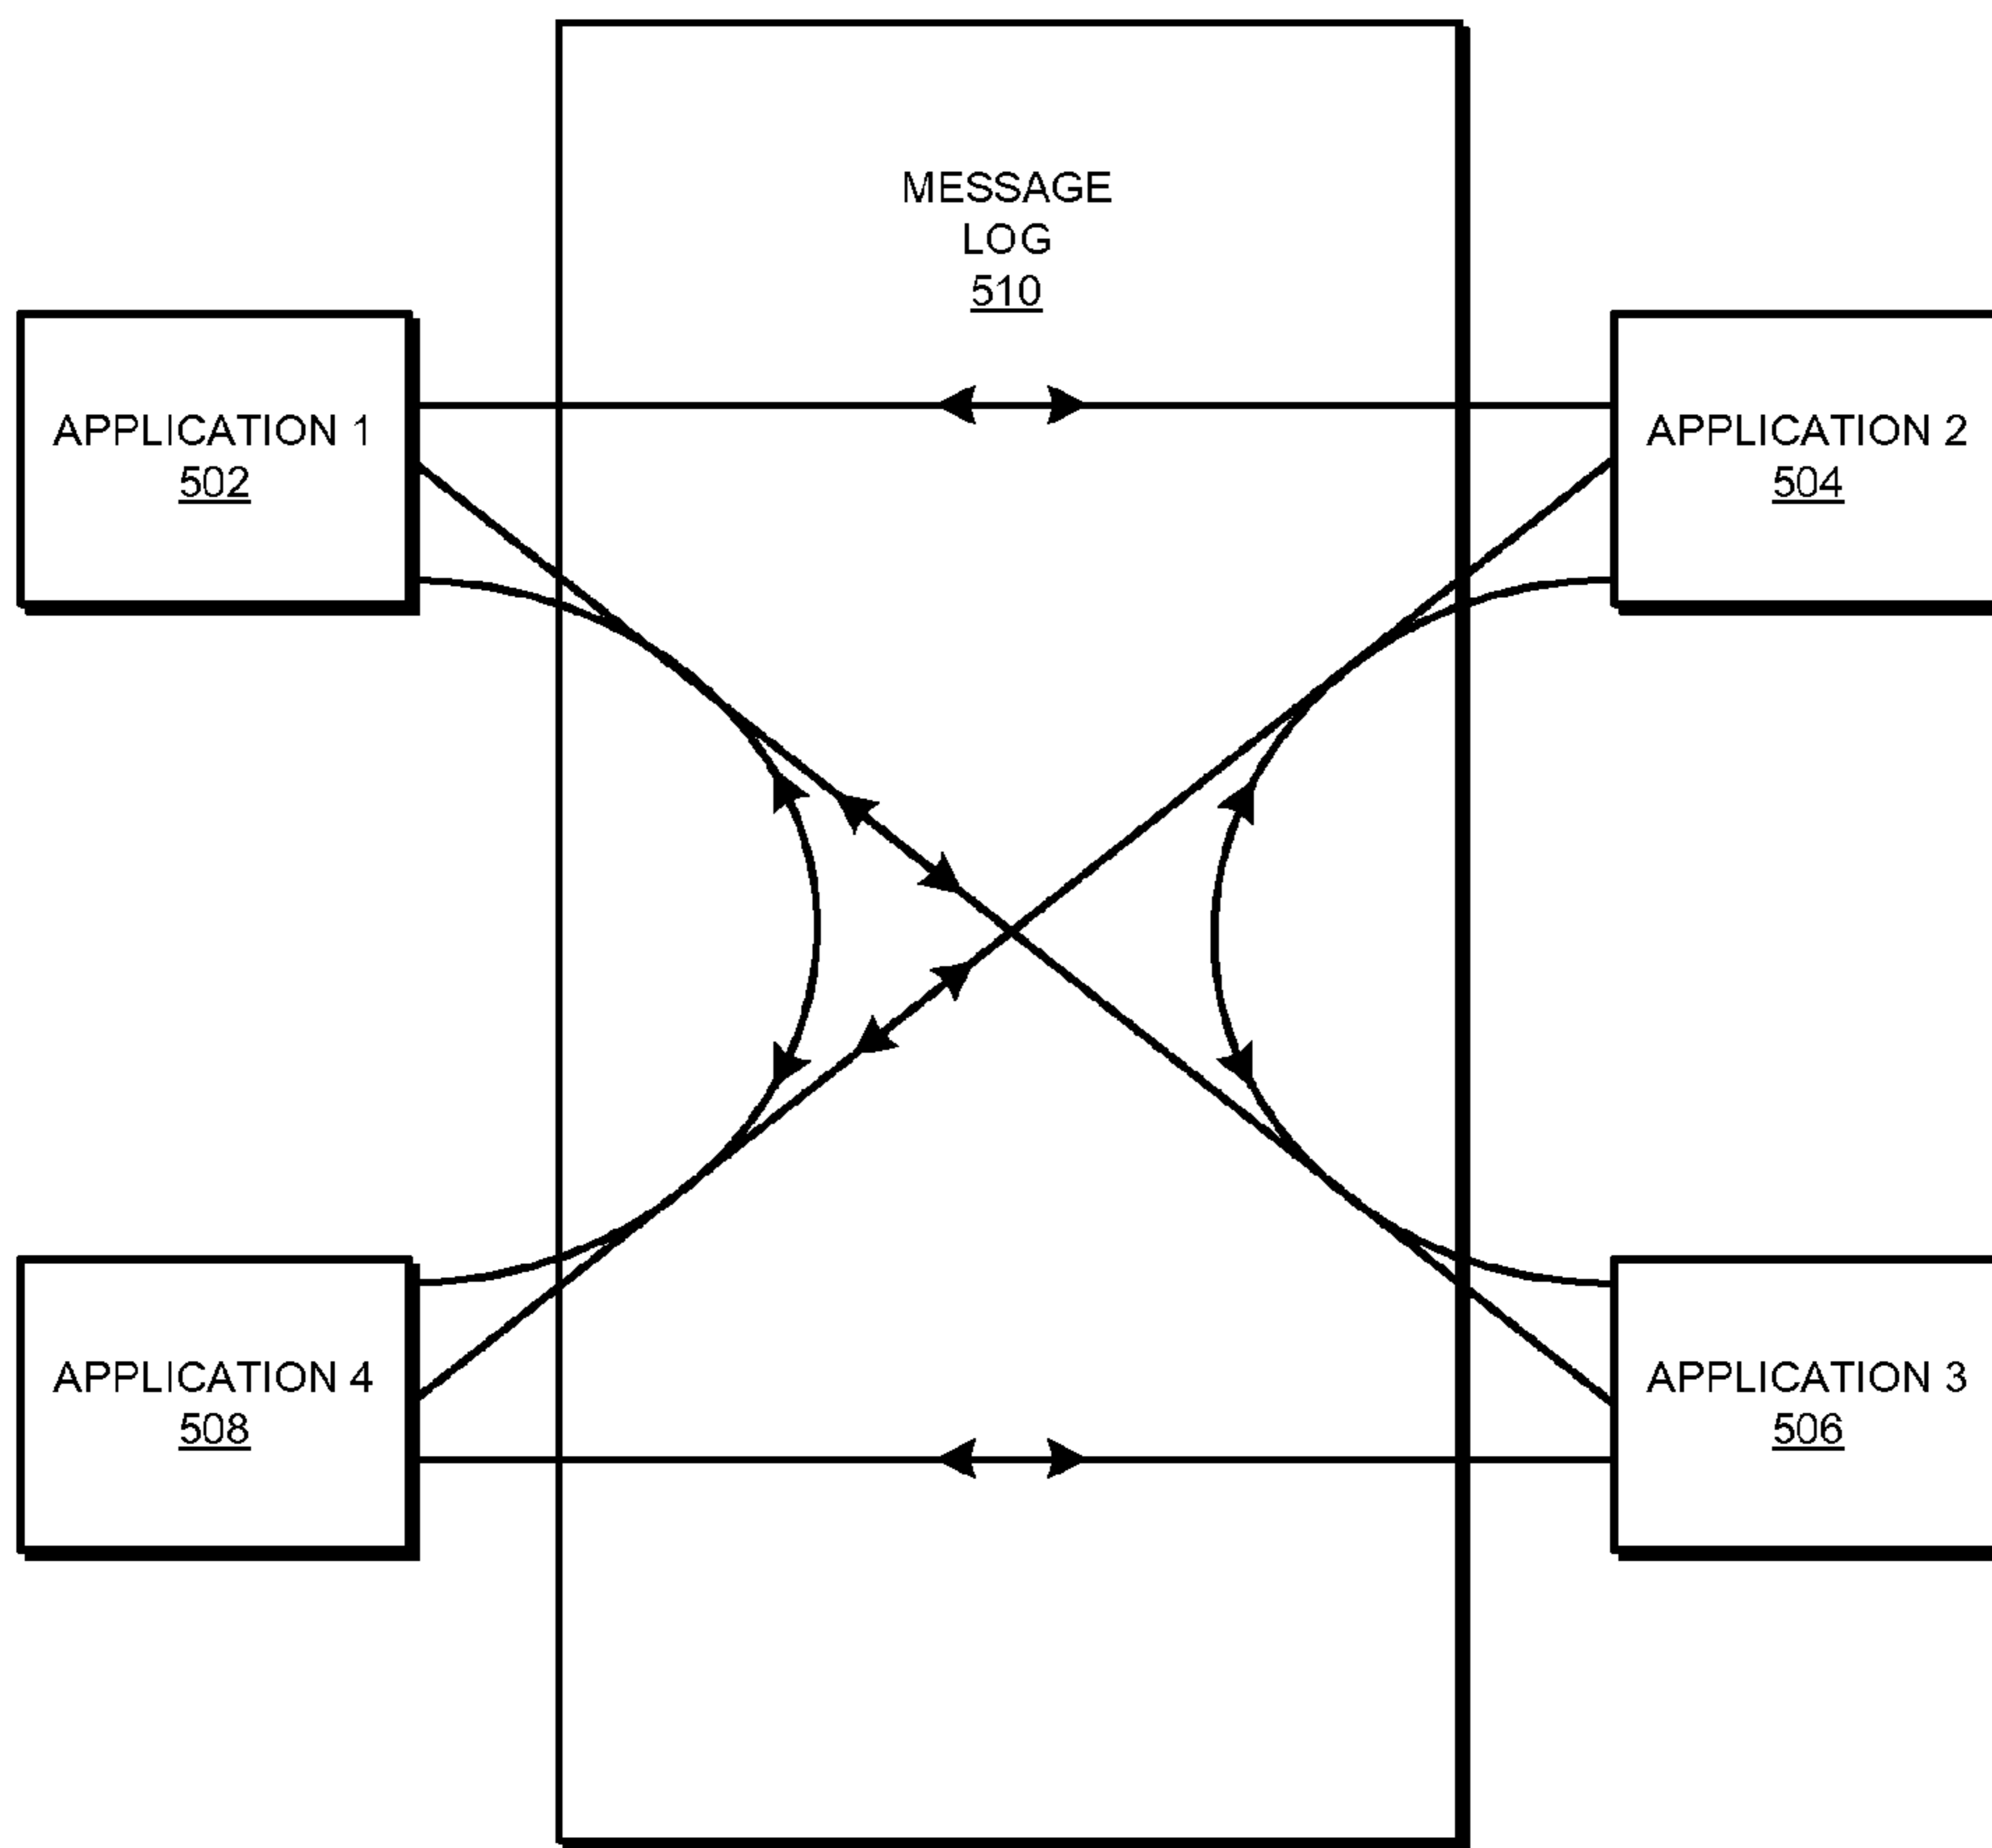 MESSAGE
LOG
510
APPLICATION 1
502
APPLICATION 2
504
APPLICATION 4
508
APPLICATION 3
506